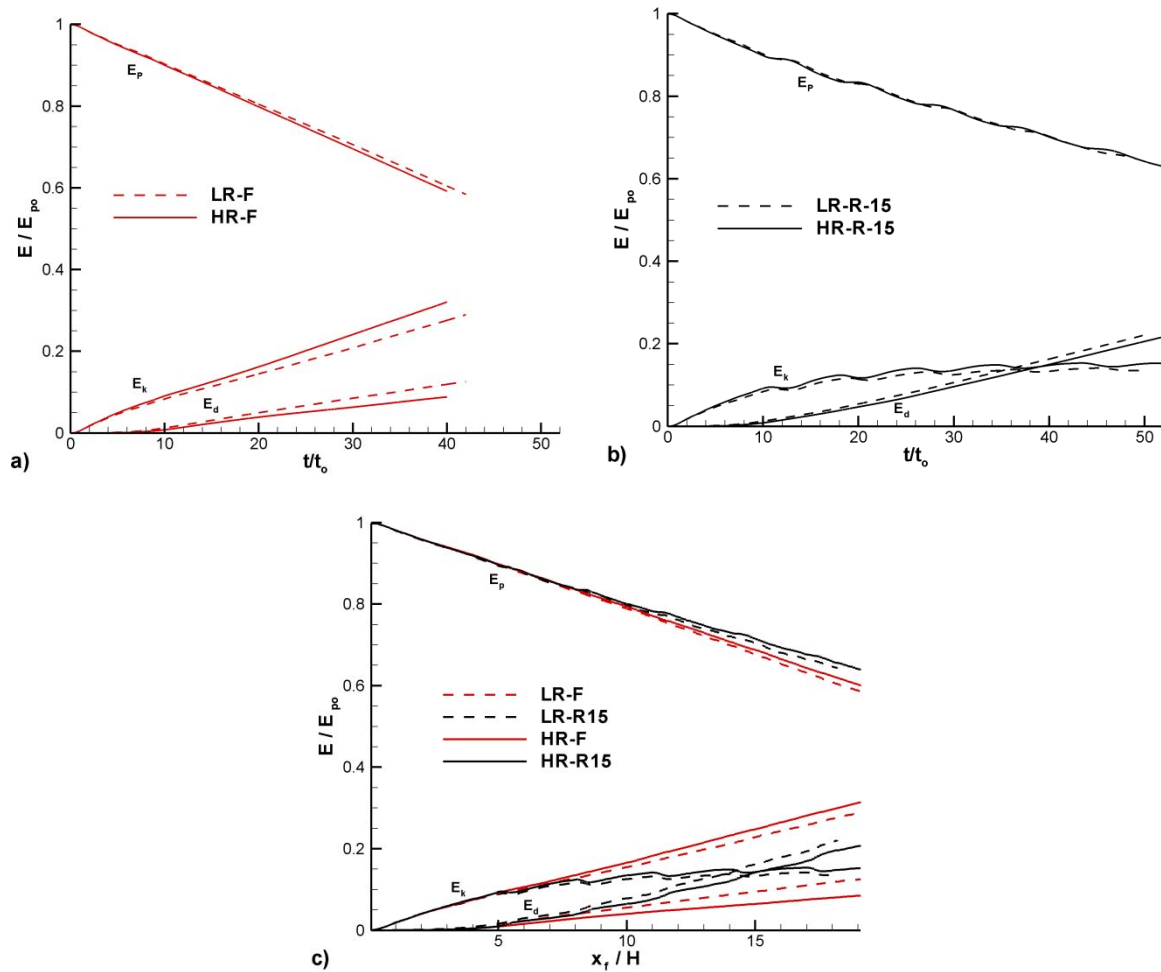 1
0.8
0.6
0.4
0.2
0
E / E_po
E_P
LR-F
HR-F
E_k
E_d
0 10 20 30 40 50
t/t_o
a)
1
0.8
0.6
0.4
0.2
0
E / E_po
E_P
LR-R-15
HR-R-15
E_k
E_d
0 10 20 30 40 50
t/t_o
b)
1
0.8
0.6
0.4
0.2
0
E / E_po
E_p
LR-F
LR-R15
HR-F
HR-R15
E_k
E_d
5 10 15
x_f / H
c)